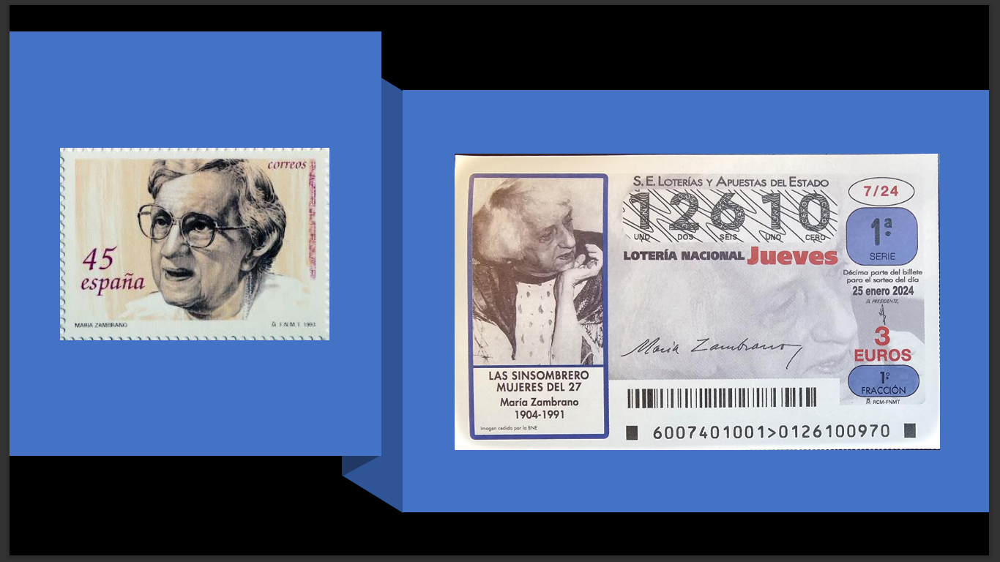 correos
45
españa
MARIA ZAMBRANO
F.N.M.T. 1993
LAS SINSOMBRERO
MUJERES DEL 27
María Zambrano
1904-1991
Imagen cedida por la BNE
S. E. LOTERÍAS Y APUESTAS DEL ESTADO
12610
UNO DOS SEIS UNO CERO
LOTERÍA NACIONAL Jueves
María Zambrano
6007401001>0126100970
7/24
1ª
SERIE
Décima parte del billete
para el sorteo del día
25 enero 2024
EL PRESIDENTE,
3
EUROS
1ª
FRACCIÓN
RCM-FNMT